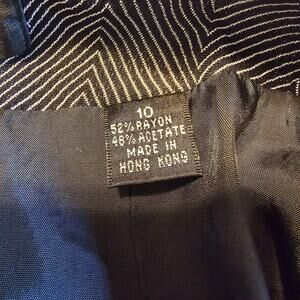 10
52% RAYON
48% ACETATE
MADE IN
HONG KONG